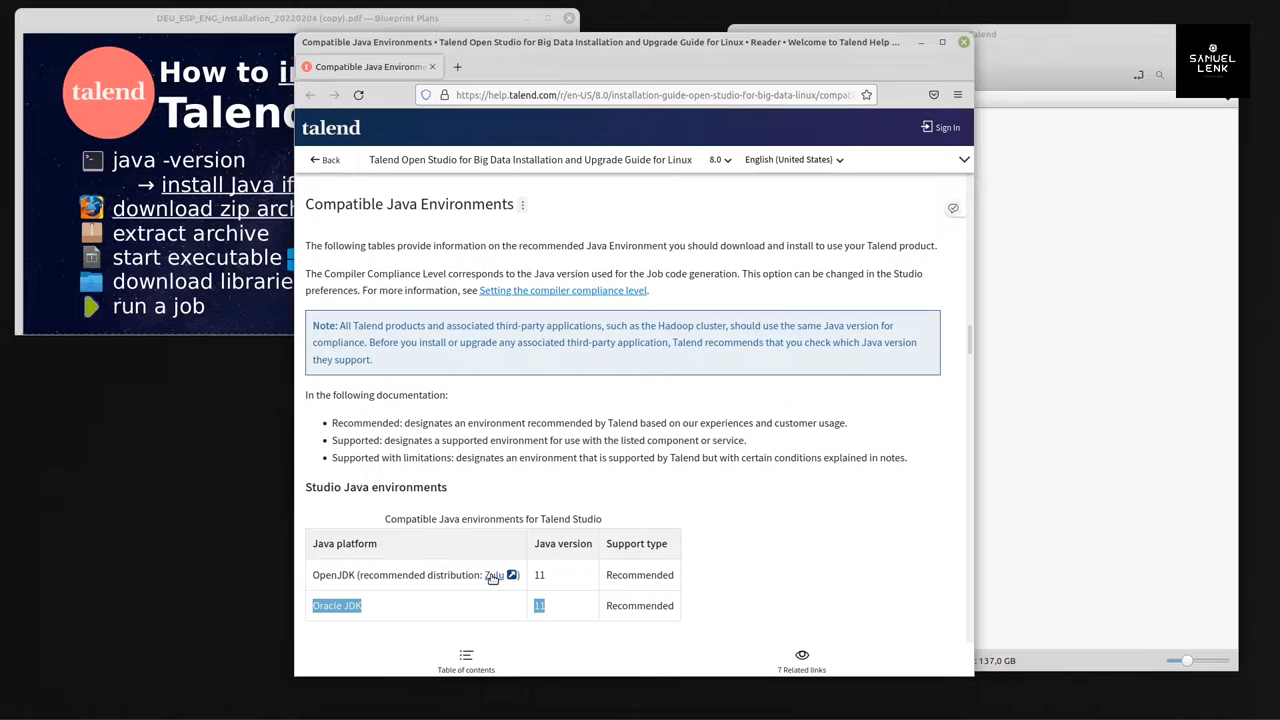 DEU_ESP_ENG_installation_20220204 (copy).pdf — Blueprint Plans
talend
How to i
Talend
java -version
→ install Java if
download zip arch
extract archive
start executable
download librarie
run a job
Compatible Java Environments • Talend Open Studio for Big Data Installation and Upgrade Guide for Linux • Reader • Welcome to Talend Help ...
Compatible Java Environme
https://help.talend.com/r/en-US/8.0/installation-guide-open-studio-for-big-data-linux/compati
talend
Sign In
Back
Talend Open Studio for Big Data Installation and Upgrade Guide for Linux
8.0
English (United States)
Compatible Java Environments
The following tables provide information on the recommended Java Environment you should download and install to use your Talend product.
The Compiler Compliance Level corresponds to the Java version used for the Job code generation. This option can be changed in the Studio
preferences. For more information, see Setting the compiler compliance level.
Note: All Talend products and associated third-party applications, such as the Hadoop cluster, should use the same Java version for
compliance. Before you install or upgrade any associated third-party application, Talend recommends that you check which Java version
they support.
In the following documentation:
• Recommended: designates an environment recommended by Talend based on our experiences and customer usage.
• Supported: designates a supported environment for use with the listed component or service.
• Supported with limitations: designates an environment that is supported by Talend but with certain conditions explained in notes.
Studio Java environments
Compatible Java environments for Talend Studio
Java platform Java version Support type
OpenJDK (recommended distribution: Zulu) 11 Recommended
Oracle JDK 11 Recommended
Table of contents
7 Related links
Talend
SAMUEL
LENK
: 137,0 GB